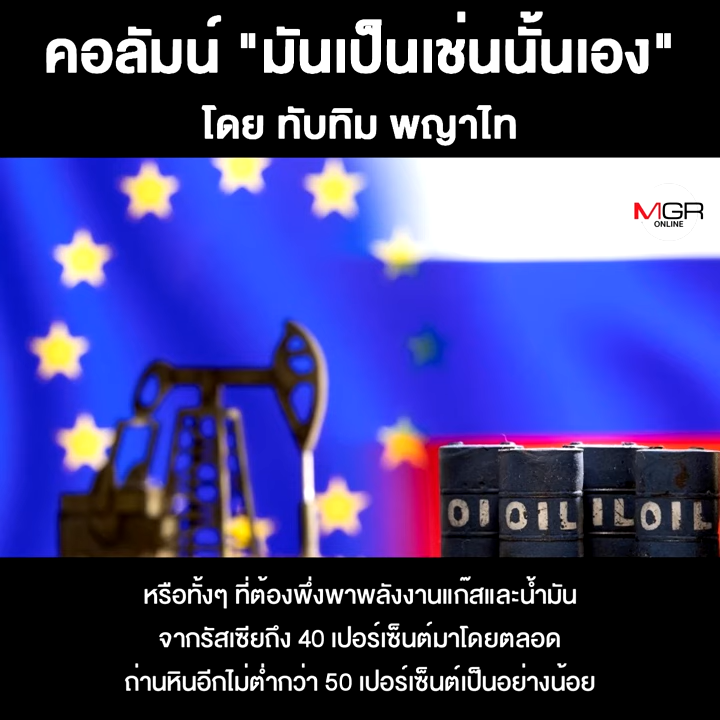 คอลัมน์ "มันเป็นเช่นนั้นเอง"
โดย ทับทิม พญาไท
MGR
ONLINE
OI OIL IL OIL
หรือทั้งๆ ที่ต้องพึ่งพาพลังงานแก๊สและน้ำมัน
จากรัสเซียถึง 40 เปอร์เซ็นต์มาโดยตลอด
ถ่านหินอีกไม่ต่ำกว่า 50 เปอร์เซ็นต์เป็นอย่างน้อย